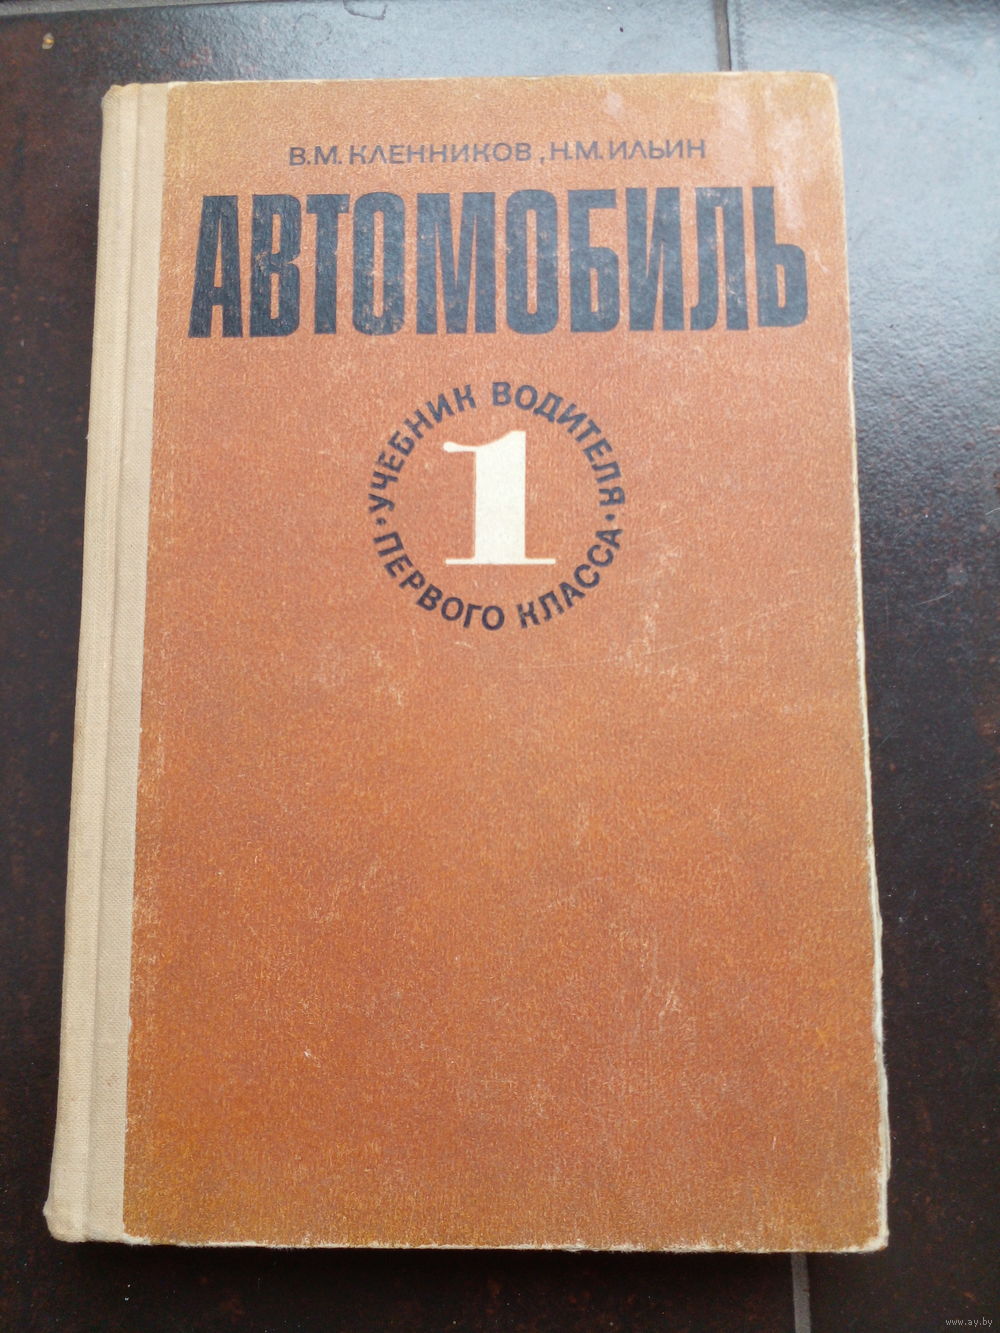 В.М.КЛЕННИКОВ, Н.М.ИЛЬИН
АВТОМОБИЛЬ
УЧЕБНИК ВОДИТЕЛЯ
1
• ПЕРВОГО КЛАССА •
www.ay.by